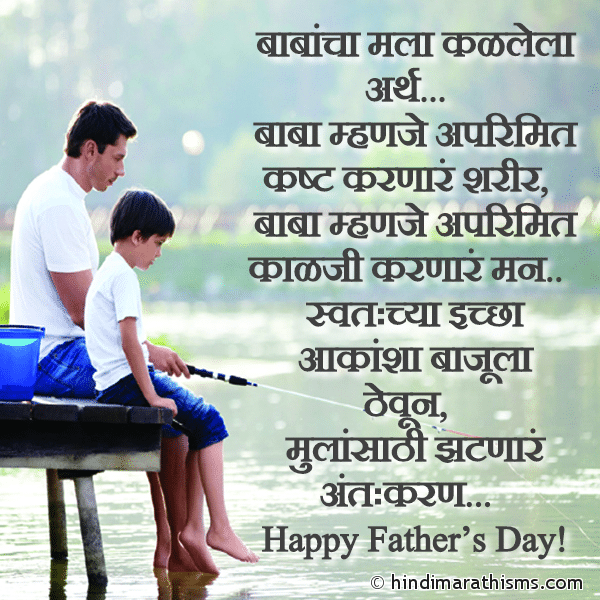 बाबांचा मला कळलेला
अर्थ...
बाबा म्हणजे अपरिमित
कष्ट करणारं शरीर,
बाबा म्हणजे अपरिमित
काळजी करणारं मन..
स्वतःच्या इच्छा
आकांशा बाजूला
ठेवून,
मुलांसाठी झटणारं
अंतःकरण...
Happy Father's Day!
© hindimarathisms.com